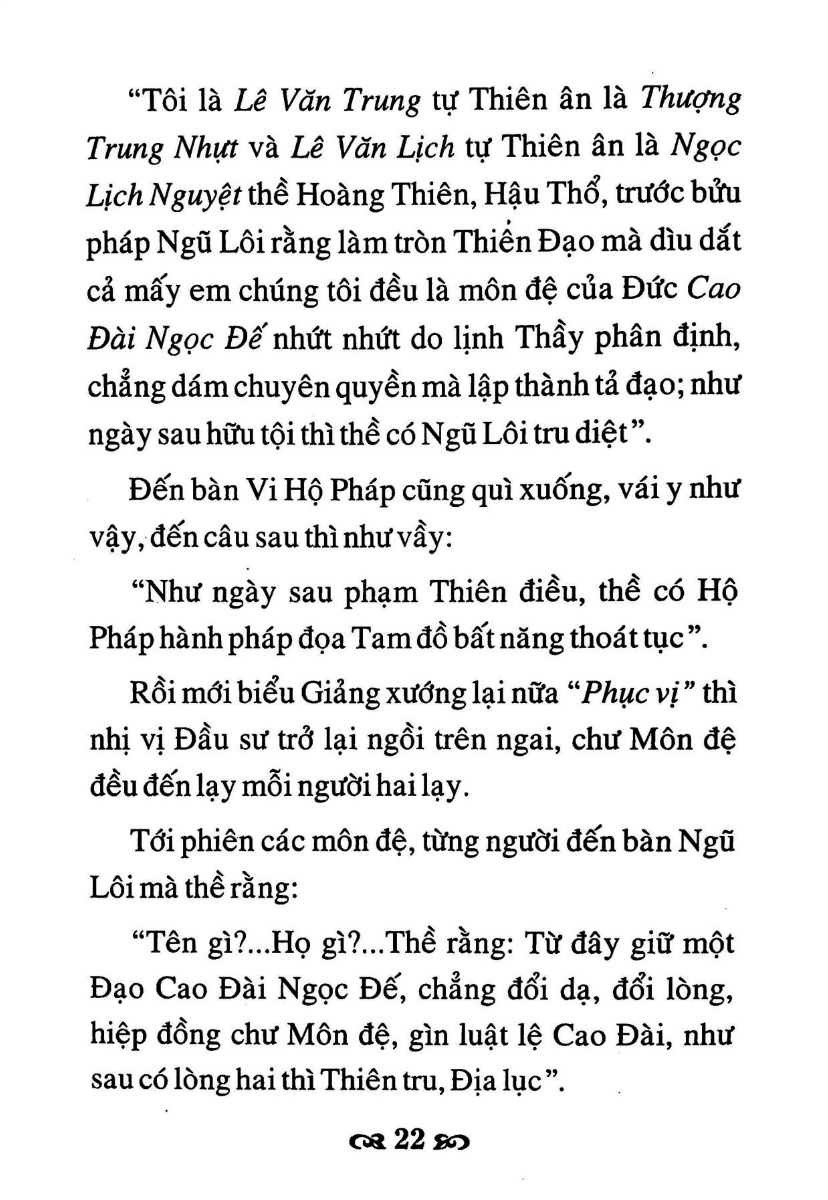 “Tôi là Lê Văn Trung tự Thiên ân là Thượng
Trung Nhựt và Lê Văn Lịch tự Thiên ân là Ngọc
Lịch Nguyệt thề Hoàng Thiên, Hậu Thổ, trước bửu
pháp Ngũ Lôi rằng làm tròn Thiên Đạo mà dìu dắt
cả mấy em chúng tôi đều là môn đệ của Đức Cao
Đài Ngọc Đế nhứt nhứt do lịnh Thầy phân định,
chẳng dám chuyên quyền mà lập thành tả đạo; như
ngày sau hữu tội thì thề có Ngũ Lôi tru diệt”.
Đến bàn Vi Hộ Pháp cũng quì xuống, vái y như
vậy, đến câu sau thì như vầy:
“Như ngày sau phạm Thiên điều, thề có Hộ
Pháp hành pháp đọa Tam đồ bất năng thoát tục”.
Rồi mới biểu Giảng xướng lại nữa “Phục vị” thì
nhị vị Đầu sư trở lại ngồi trên ngai, chư Môn đệ
đều đến lạy mỗi người hai lạy.
Tới phiên các môn đệ, từng người đến bàn Ngũ
Lôi mà thề rằng:
“Tên gì?...Họ gì?...Thề rằng: Từ đây giữ một
Đạo Cao Đài Ngọc Đế, chẳng đổi dạ, đổi lòng,
hiệp đồng chư Môn đệ, gìn luật lệ Cao Đài, như
sau có lòng hai thì Thiên tru, Địa lục”.
22